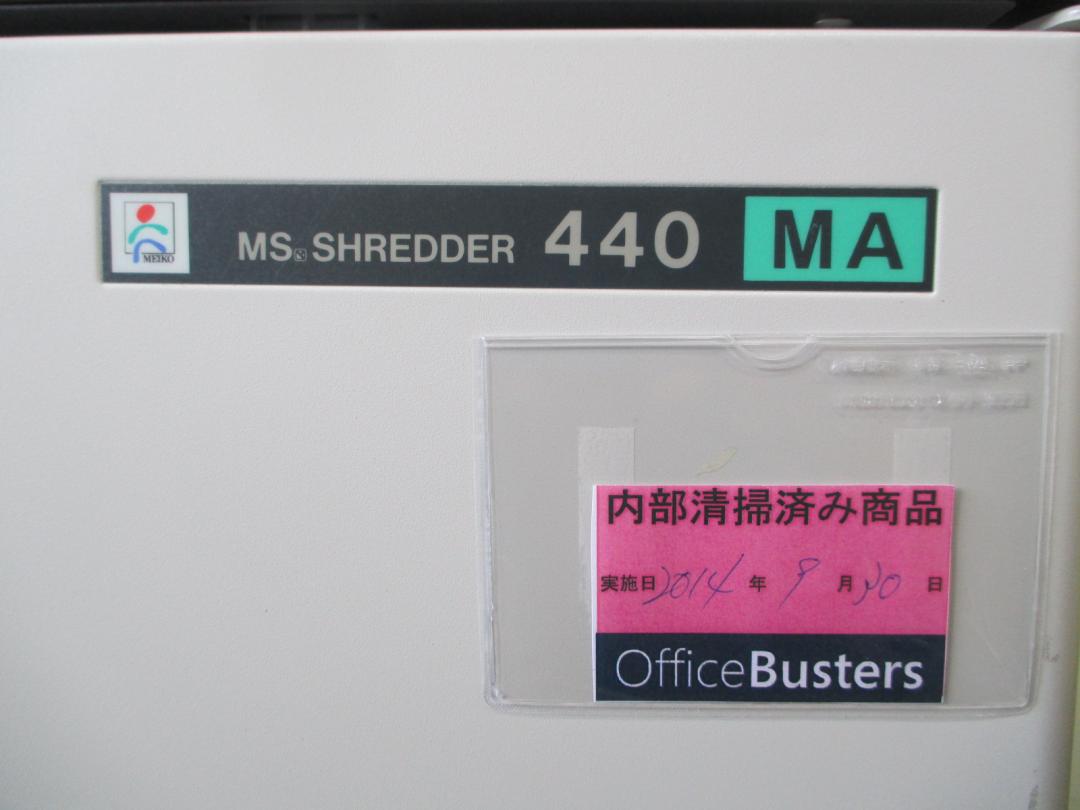 MEIKO
MS SHREDDER 440 MA
内部清掃済み商品
実施日 2014 年 9 月 30 日
OfficeBusters